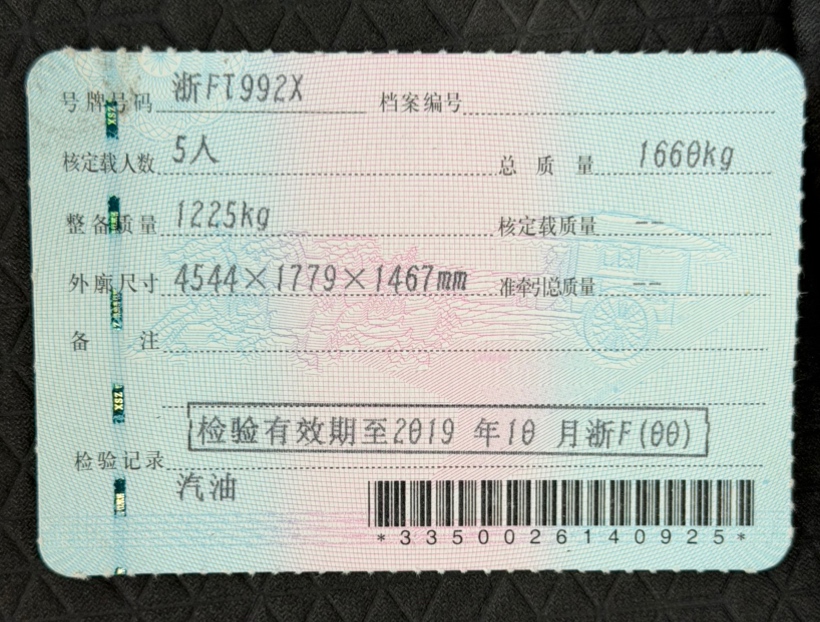 号牌号码 浙FT992X 档案编号
核定载人数 5人 总质量 1660kg
整备质量 1225kg 核定载质量 --
外廓尺寸 4544×1779×1467mm 准牵引总质量 --
备注
检验有效期至2019年10月浙F(00)
检验记录
汽油
*3350026140925*